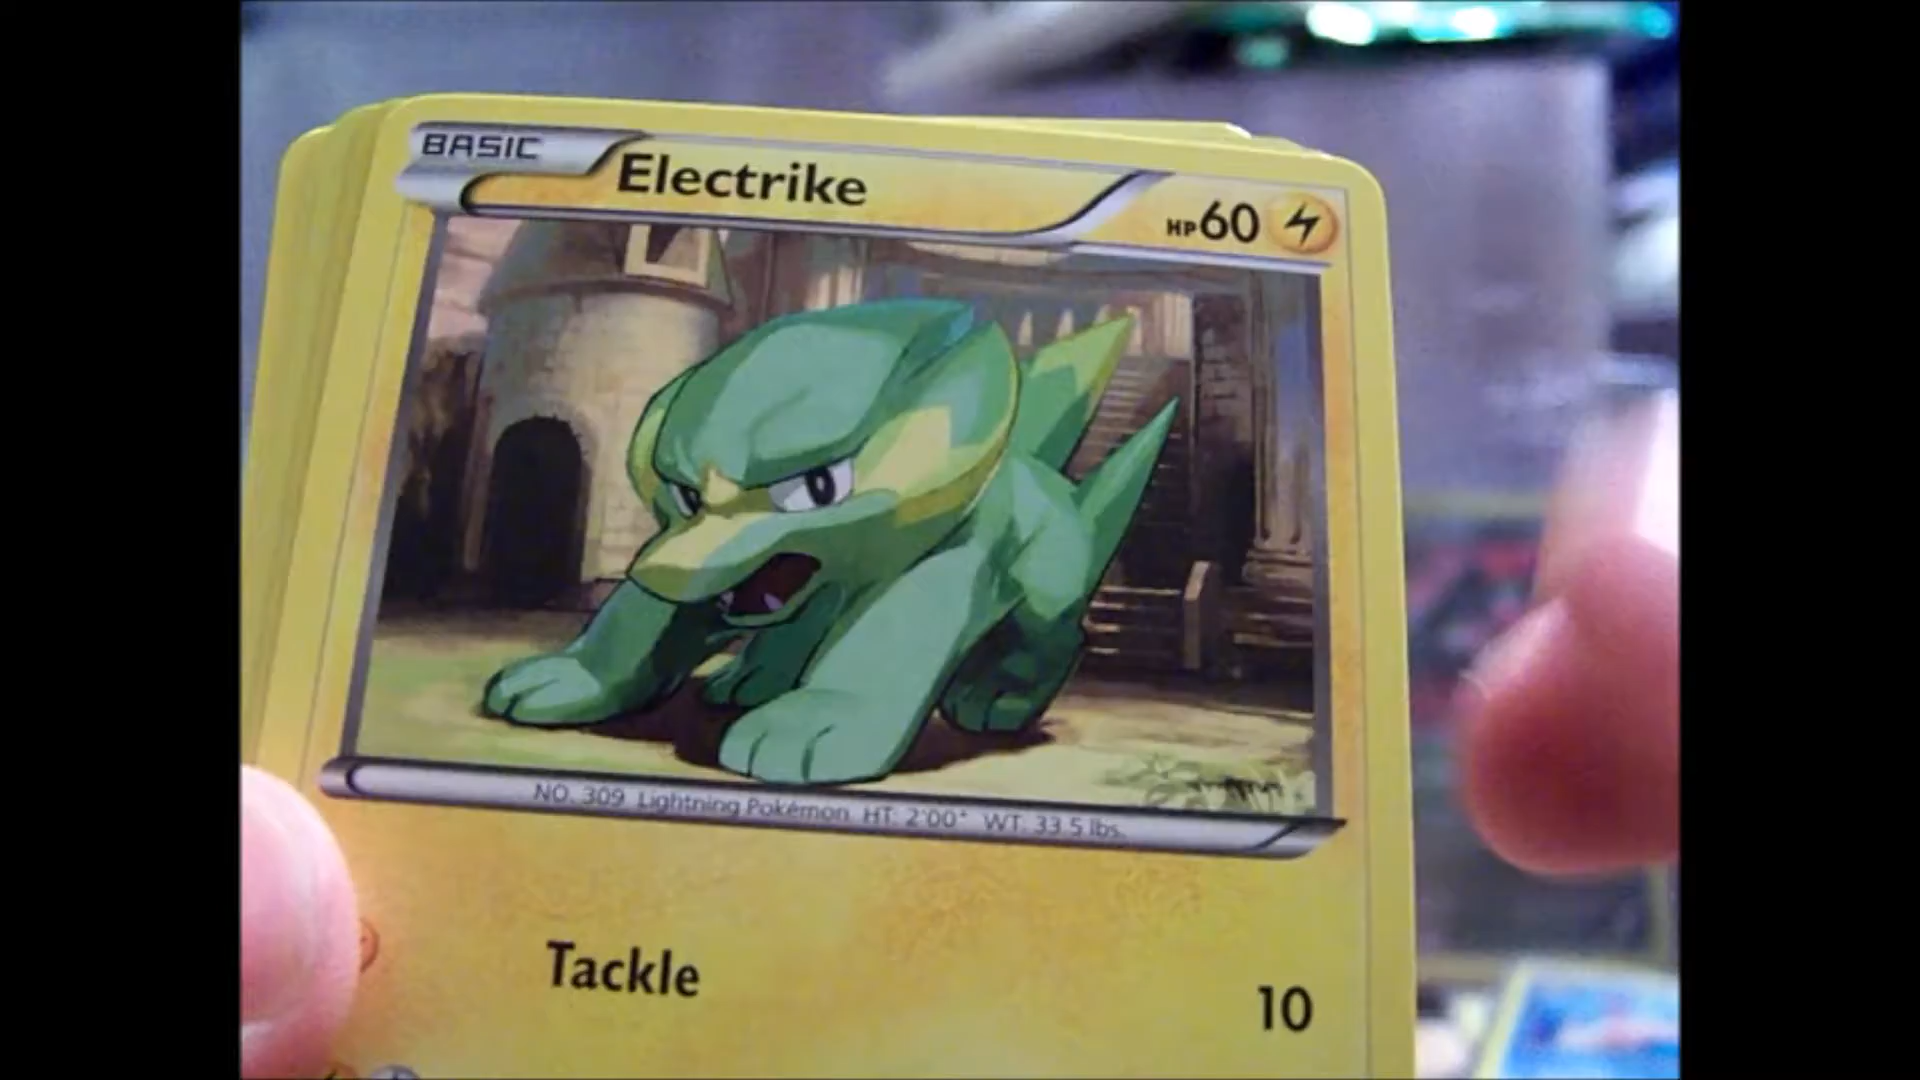 BASIC
Electrike
HP60
NO. 309 Lightning Pokémon HT: 2'00" WT: 33.5 lbs.
Tackle
10